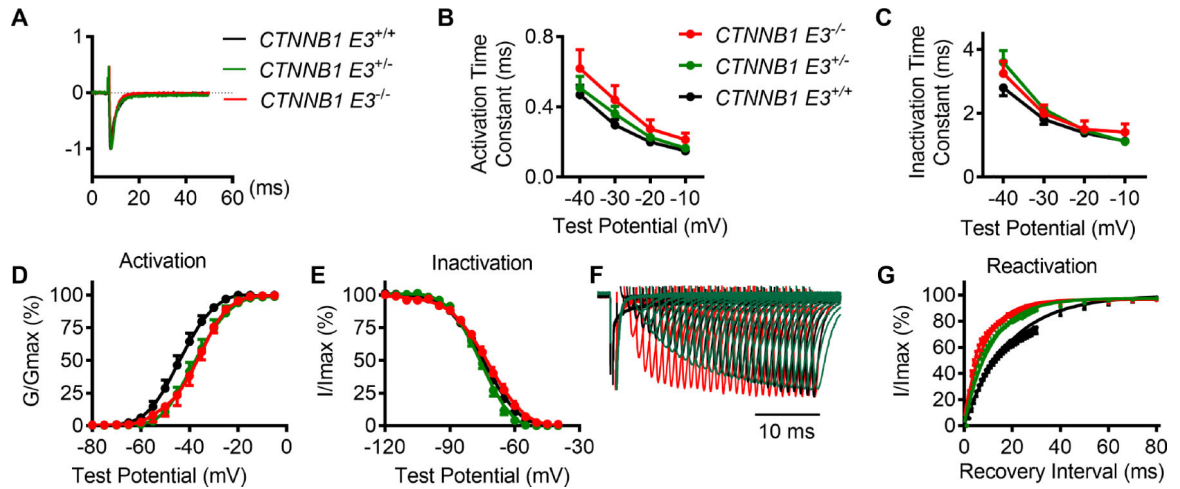 A
CTNNB1 E3+/+
CTNNB1 E3+/-
CTNNB1 E3-/-
1
0
-1
0 20 40 60 (ms)
B
CTNNB1 E3-/-
CTNNB1 E3+/-
CTNNB1 E3+/+
Activation Time
Constant (ms)
0.8
0.4
0.0
-40 -30 -20 -10
Test Potential (mV)
C
Inactivation Time
Constant (ms)
4
2
0
-40 -30 -20 -10
Test Potential (mV)
D
Activation
G/Gmax (%)
100
75
50
25
0
-80 -60 -40 -20 0
Test Potential (mV)
E
Inactivation
I/Imax (%)
100
75
50
25
0
-120 -90 -60 -30
Test Potential (mV)
F
10 ms
G
Reactivation
I/Imax (%)
100
80
60
40
20
0
0 20 40 60 80
Recovery Interval (ms)